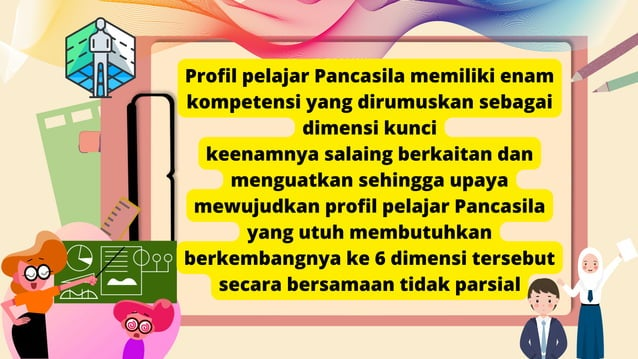 Profil pelajar Pancasila memiliki enam
kompetensi yang dirumuskan sebagai
dimensi kunci
keenamnya salaing berkaitan dan
menguatkan sehingga upaya
mewujudkan profil pelajar Pancasila
yang utuh membutuhkan
berkembangnya ke 6 dimensi tersebut
secara bersamaan tidak parsial